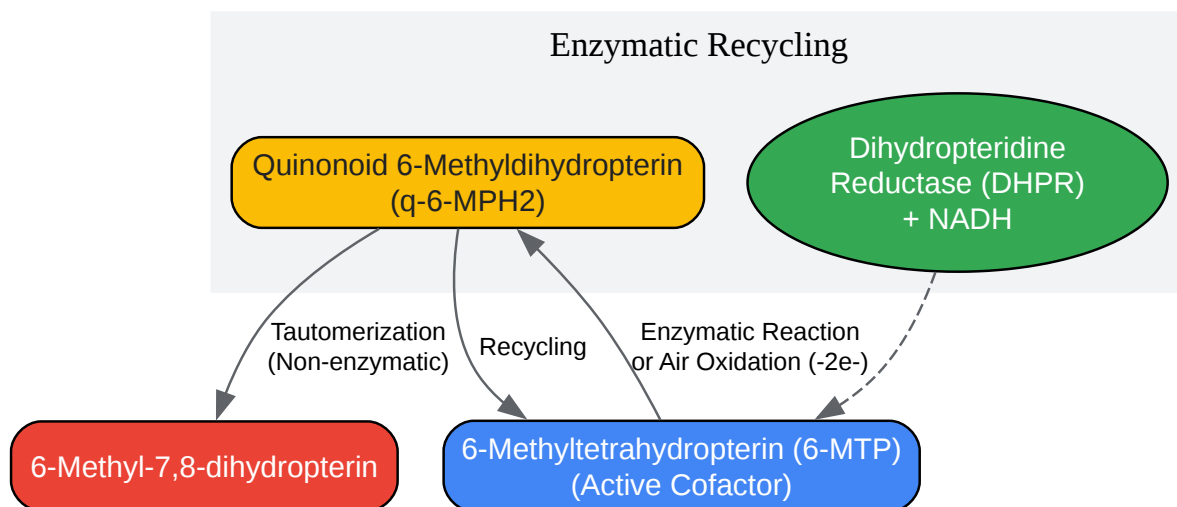 Enzymatic Recycling
Quinonoid 6-Methyldihydropterin
(q-6-MPH2)
Dihydropteridine
Reductase (DHPR)
+ NADH
Tautomerization
(Non-enzymatic)
Recycling
Enzymatic Reaction
or Air Oxidation (-2e-)
6-Methyl-7,8-dihydropterin
6-Methyltetrahydropterin (6-MTP)
(Active Cofactor)